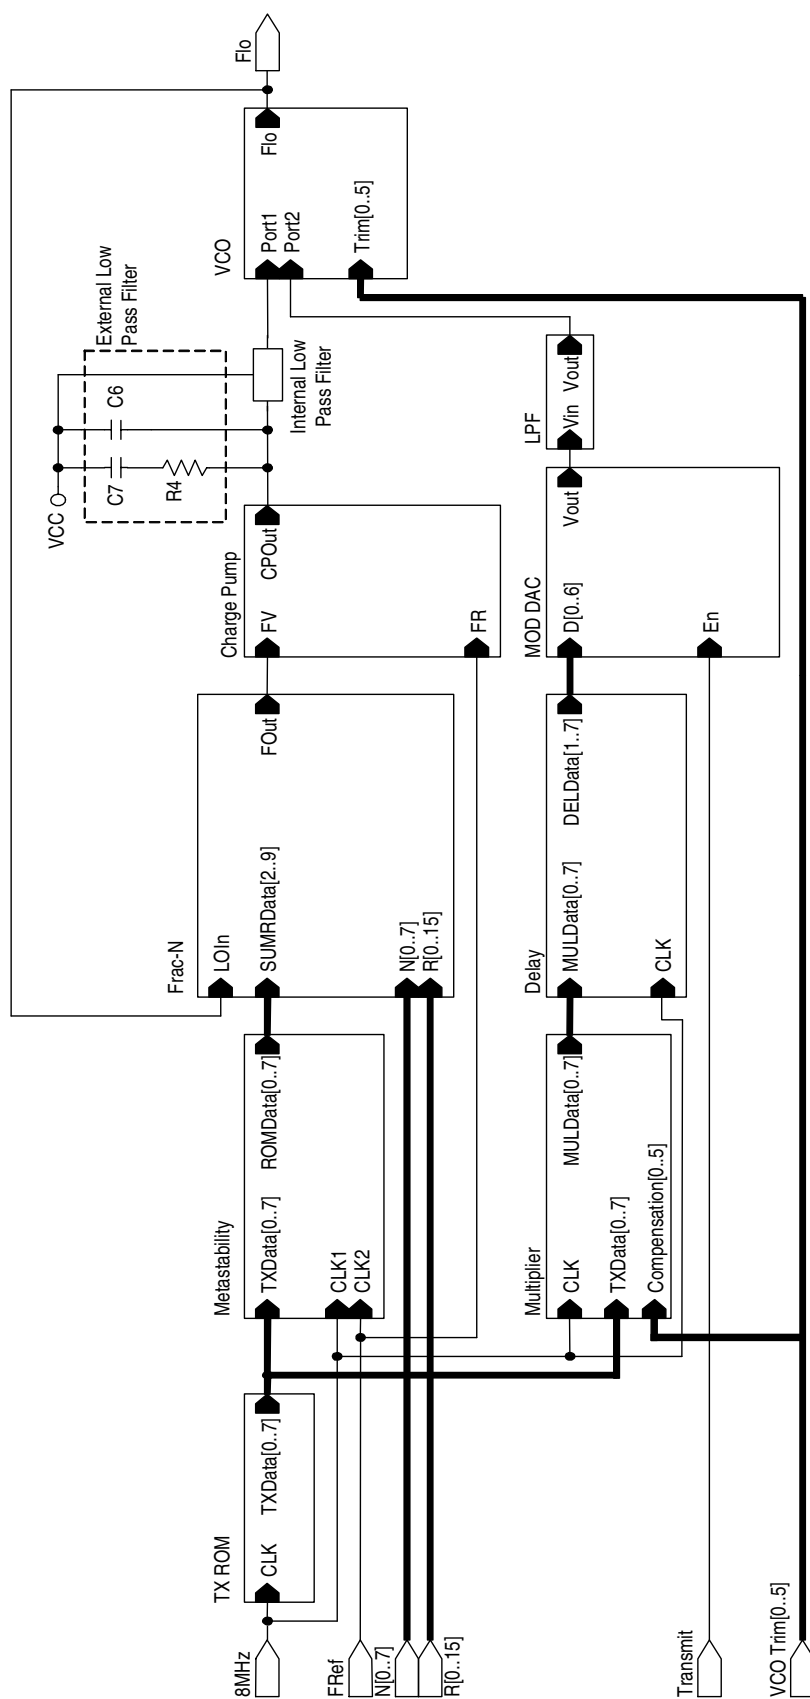 8MHz
FRef
N[0..7]
R[0..15]
Transmit
VCO Trim[0..5]
TX ROM
CLK
TXData[0..7]
Metastability
TXData[0..7]
ROMData[0..7]
CLK1
CLK2
Multiplier
CLK
MULData[0..7]
TXData[0..7]
Compensation[0..5]
Frac-N
LOIn
SUMRData[2..9]
FOut
N[0..7]
R[0..15]
Delay
MULData[0..7]
DELData[1..7]
CLK
Charge Pump
FV
CPOut
FR
MOD DAC
D[0..6]
Vout
En
VCC
C7
R4
C6
External Low
Pass Filter
Internal Low
Pass Filter
LPF
Vin
Vout
VCO
Port1
Port2
Flo
Trim[0..5]
Flo